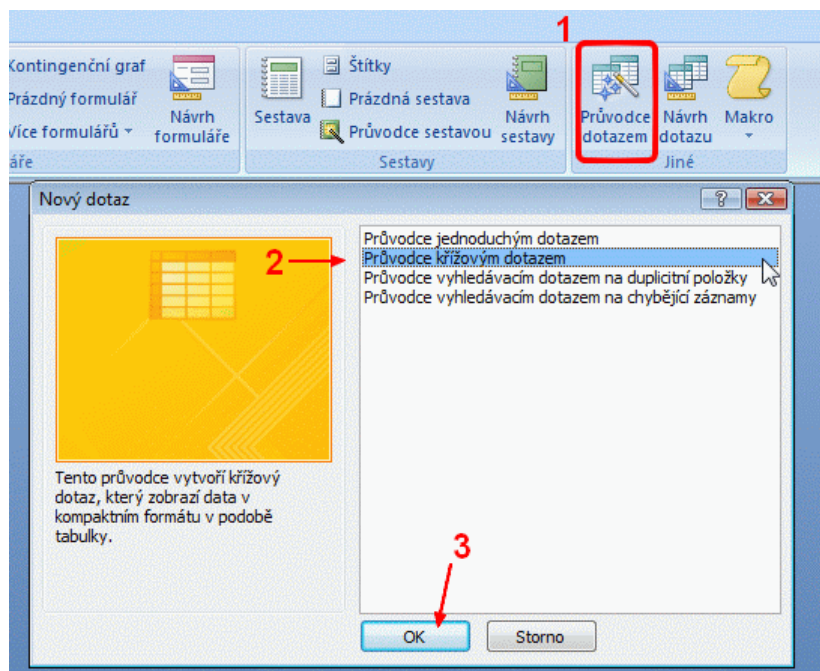 1
Kontingenční graf
Prázdný formulář
Více formulářů
Návrh
formuláře
áře
Sestava
Štítky
Prázdná sestava
Průvodce sestavou
Návrh
sestavy
Sestavy
Průvodce
dotazem
Návrh
dotazu
Makro
Jiné
Nový dotaz
?
2
Průvodce jednoduchým dotazem
Průvodce křížovým dotazem
Průvodce vyhledávacím dotazem na duplicitní položky
Průvodce vyhledávacím dotazem na chybějící záznamy
Tento průvodce vytvoří křížový
dotaz, který zobrazí data v
kompaktním formátu v podobě
tabulky.
3
OK
Storno